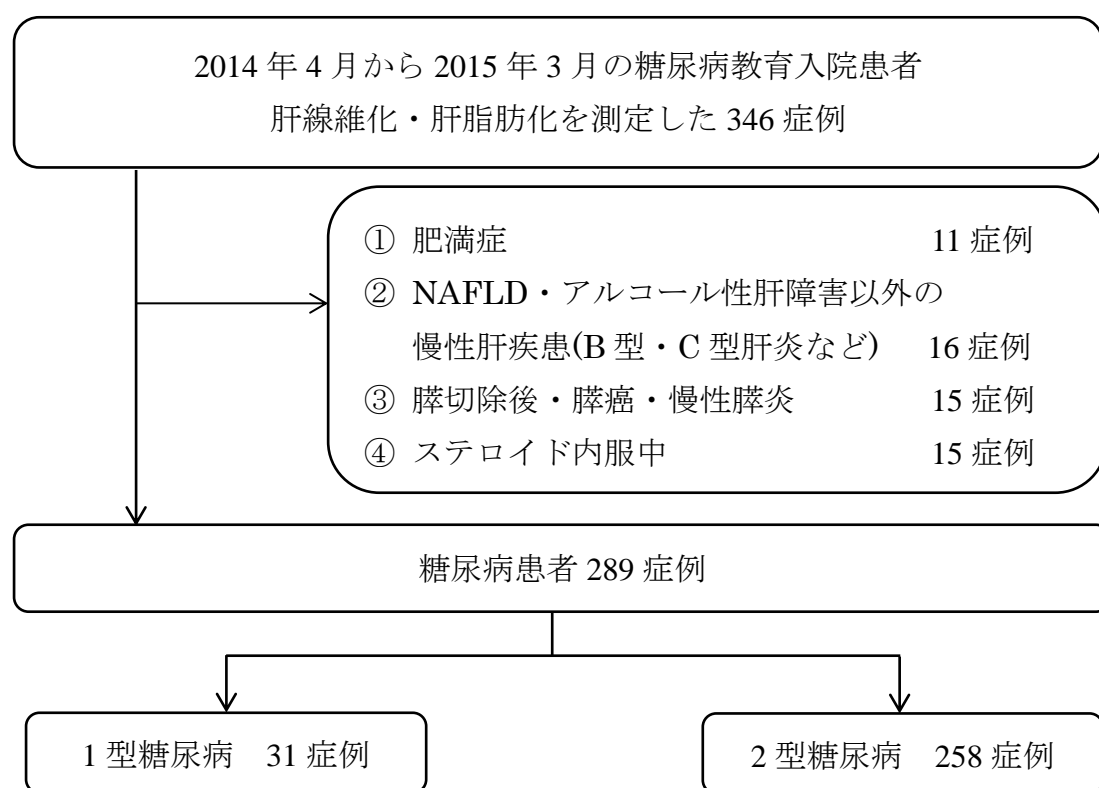 2014 年 4 月から 2015 年 3 月の糖尿病教育入院患者
肝線維化・肝脂肪化を測定した 346 症例
① 肥満症 11 症例
② NAFLD・アルコール性肝障害以外の
慢性肝疾患(B 型・C 型肝炎など) 16 症例
③ 膵切除後・膵癌・慢性膵炎 15 症例
④ ステロイド内服中 15 症例
糖尿病患者 289 症例
1 型糖尿病 31 症例
2 型糖尿病 258 症例